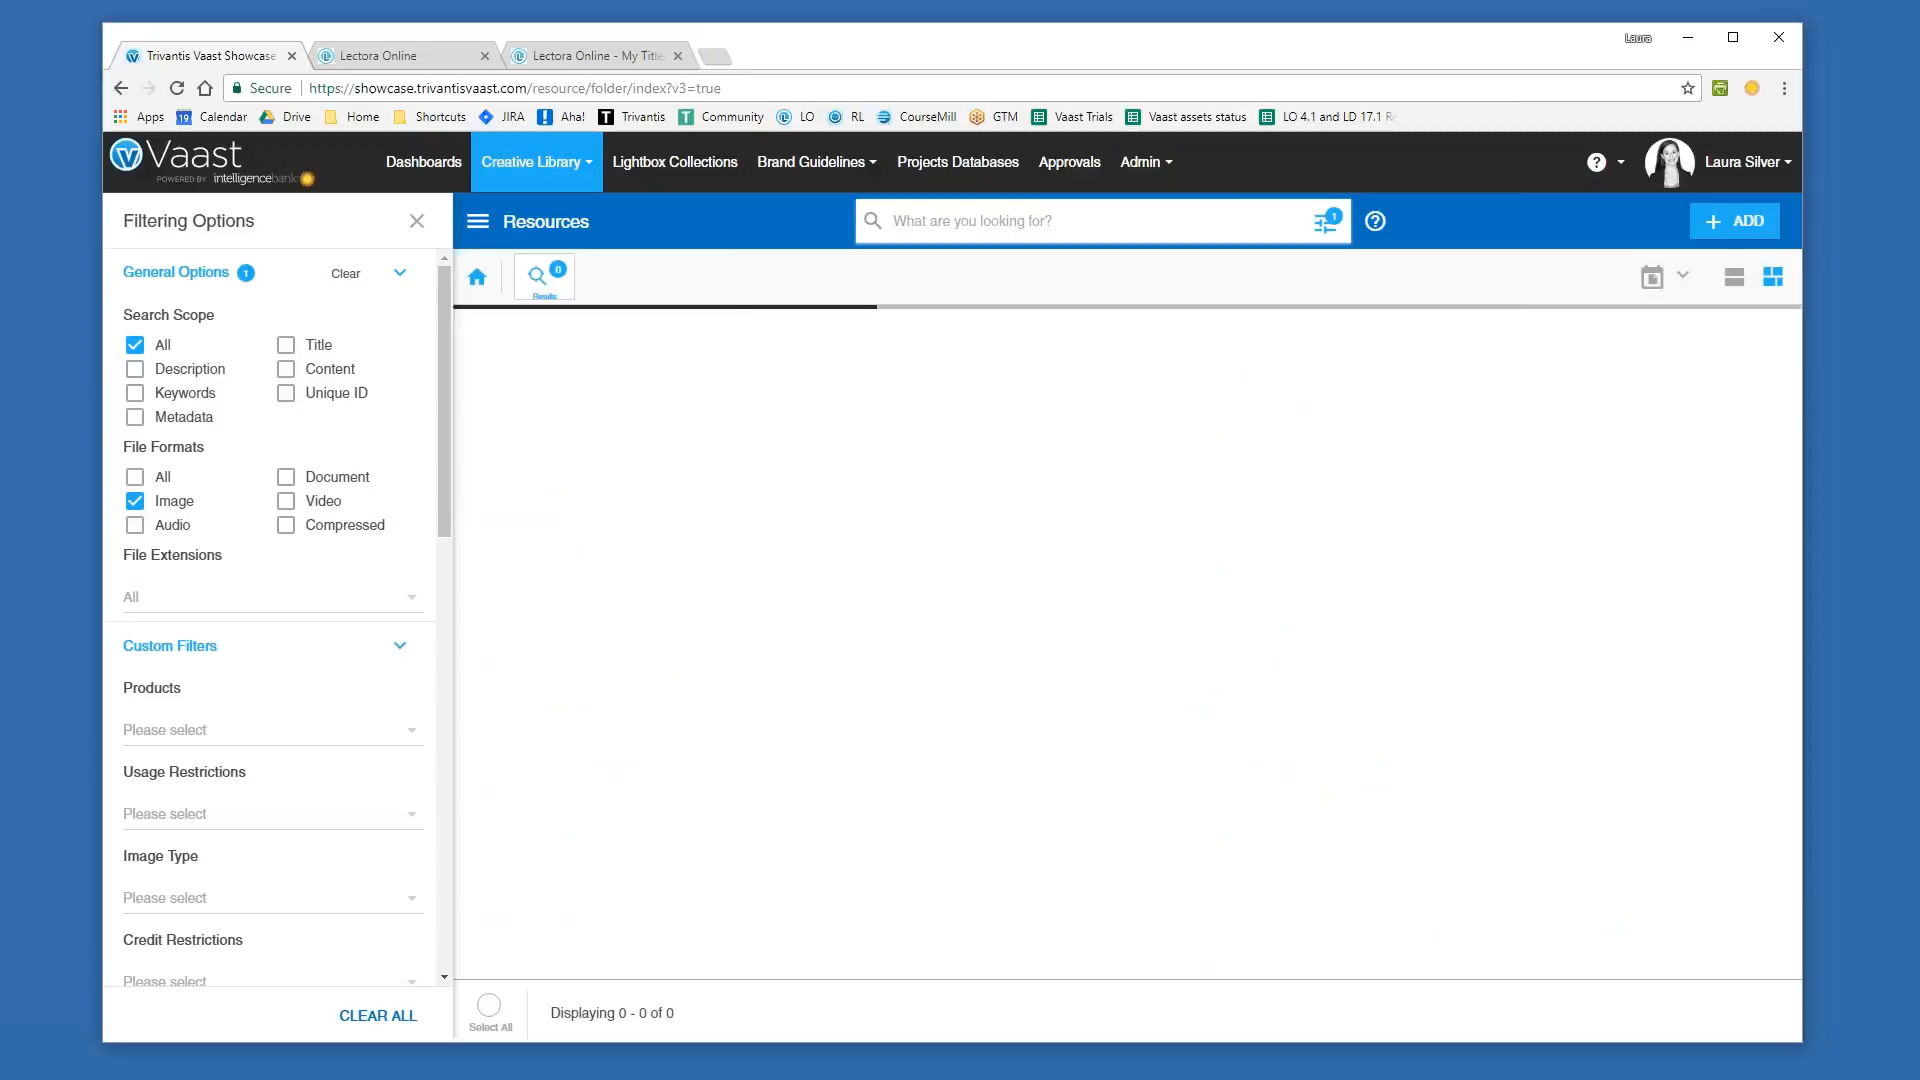 Laura
Trivantis Vaast Showcase
Lectora Online
Lectora Online - My Title
Secure
https://showcase.trivantisvaast.com/resource/folder/index?v3=true
Apps
19
Calendar
Drive
Home
Shortcuts
JIRA
Aha!
Trivantis
Community
LO
RL
CourseMill
GTM
Vaast Trials
Vaast assets status
LO 4.1 and LD 17.1 Re
Vaast
POWERED BY intelligencebank
Dashboards
Creative Library
Lightbox Collections
Brand Guidelines
Projects Databases
Approvals
Admin
?
Laura Silver
Filtering Options
Resources
What are you looking for?
1
?
+ ADD
General Options 1
Clear
0
Results
Search Scope
All
Title
Description
Content
Keywords
Unique ID
Metadata
File Formats
All
Document
Image
Video
Audio
Compressed
File Extensions
All
Custom Filters
Products
Please select
Usage Restrictions
Please select
Image Type
Please select
Credit Restrictions
Please select
CLEAR ALL
Select All
Displaying 0 - 0 of 0